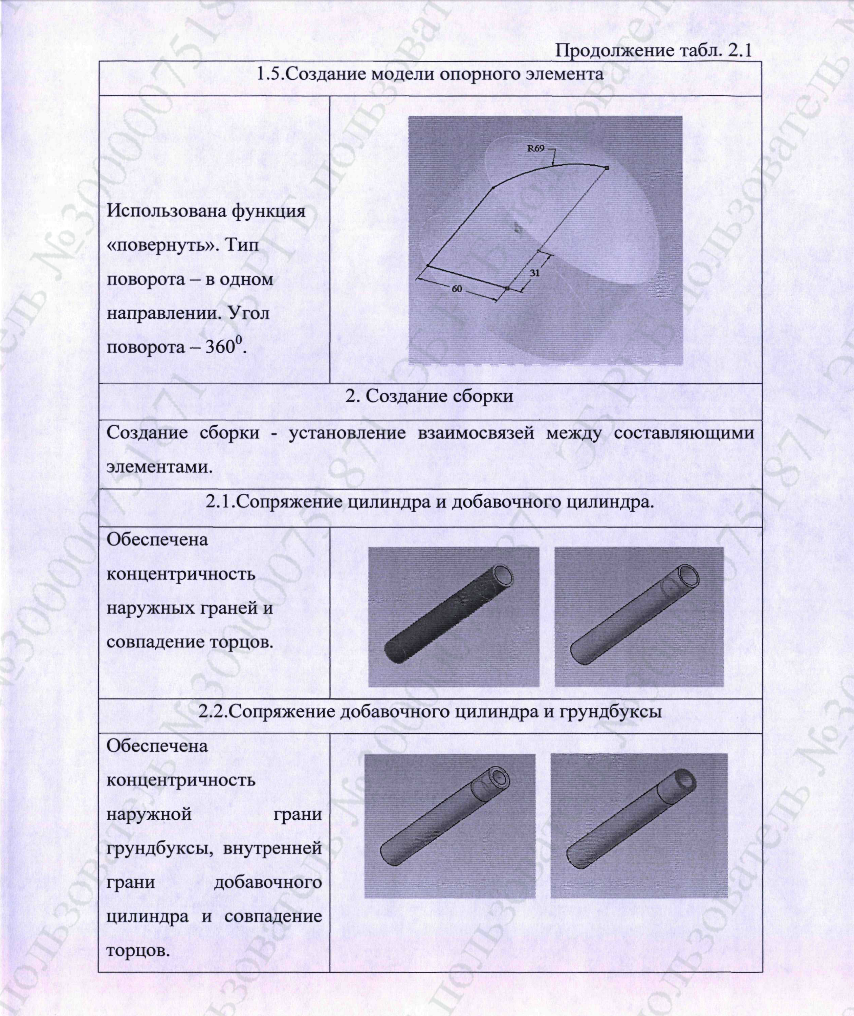 Продолжение табл. 2.1
1.5.Создание модели опорного элемента
Использована функция
«повернуть». Тип
поворота – в одном
направлении. Угол
поворота – 360⁰.
R69
31
60
2. Создание сборки
Создание сборки - установление взаимосвязей между составляющими
элементами.
2.1.Сопряжение цилиндра и добавочного цилиндра.
Обеспечена
концентричность
наружных граней и
совпадение торцов.
2.2.Сопряжение добавочного цилиндра и грундбуксы
Обеспечена
концентричность
наружной грани
грундбуксы, внутренней
грани добавочного
цилиндра и совпадение
торцов.